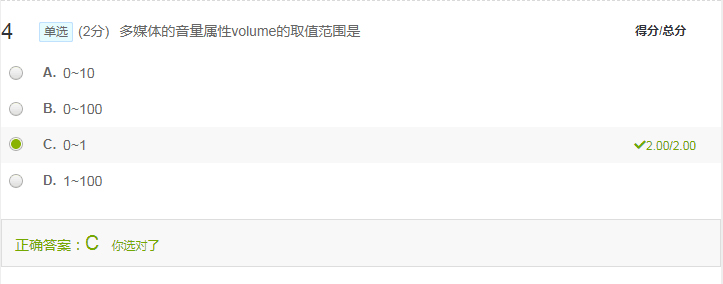 4 单选 (2分) 多媒体的音量属性volume的取值范围是 得分/总分
A. 0~10
B. 0~100
C. 0~1 2.00/2.00
D. 1~100
正确答案：C 你选对了